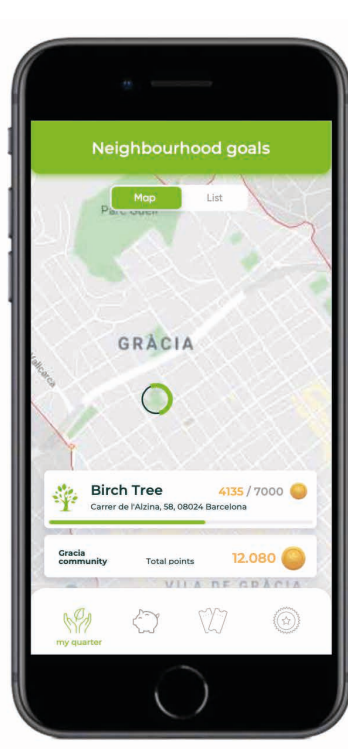 Neighbourhood goals
Map
List
Parc Güell
GRÀCIA
Vallcarca
Birch Tree
4135 / 7000
Carrer de l'Alzina, 58, 08024 Barcelona
Gracia
community
Total points
12.080
VILA DE GRÀCIA
my quarter